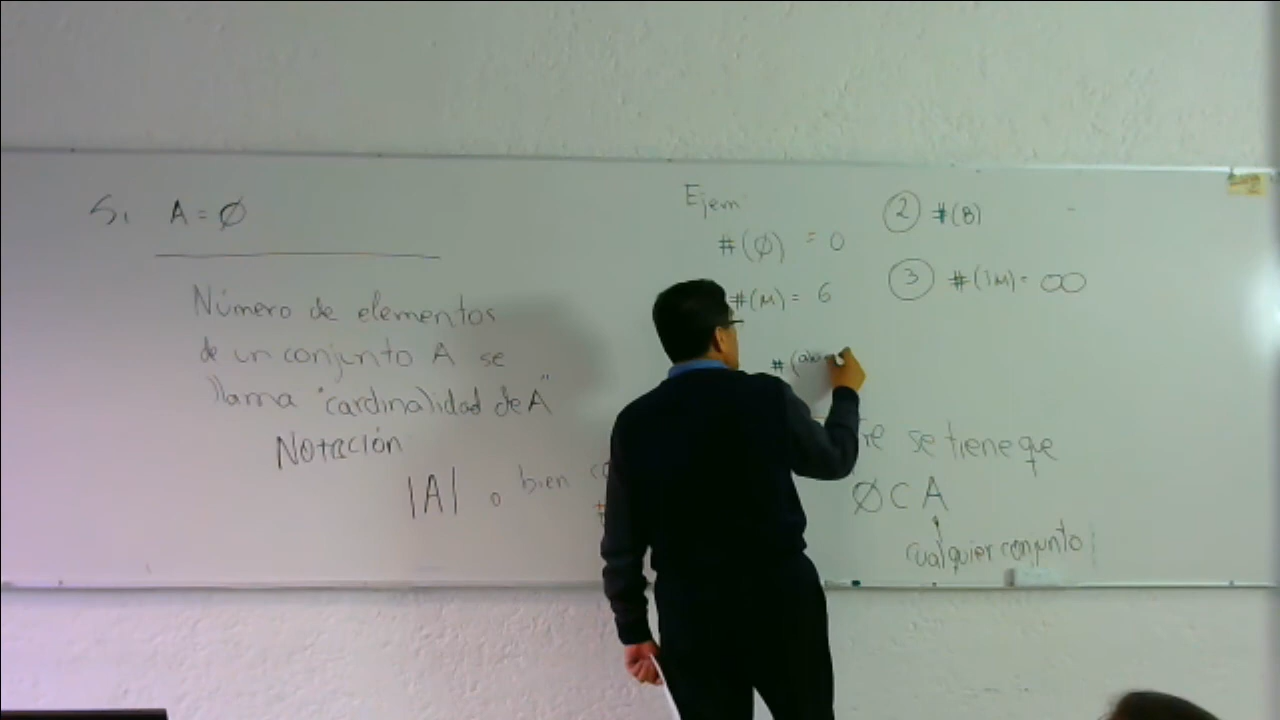 Si A = Ø
Número de elementos
de un conjunto A se
llama "cardinalidad de A"
Notación
|A| o bien
Ejem
#(Ø) = 0
#(M) = 6
② #(B)
③ #(IM) = ∞
se tiene que
Ø ⊂ A
cualquier conjunto